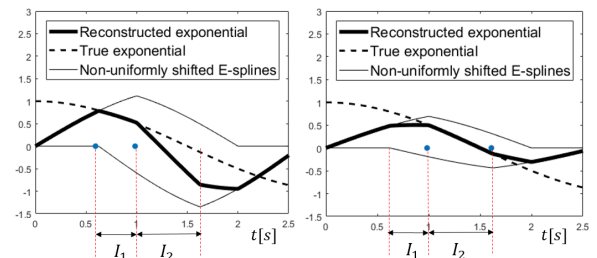 3
2.5
2
1.5
1
0.5
0
-0.5
-1
-1.5
Reconstructed exponential
True exponential
Non-uniformly shifted E-splines
0 0.5 1 1.5 2 2.5
t[s]
I₁ I₂
3
2.5
2
1.5
1
0.5
0
-0.5
-1
-1.5
Reconstructed exponential
True exponential
Non-uniformly shifted E-splines
0 0.5 1 1.5 2 2.5
t[s]
I₁ I₂